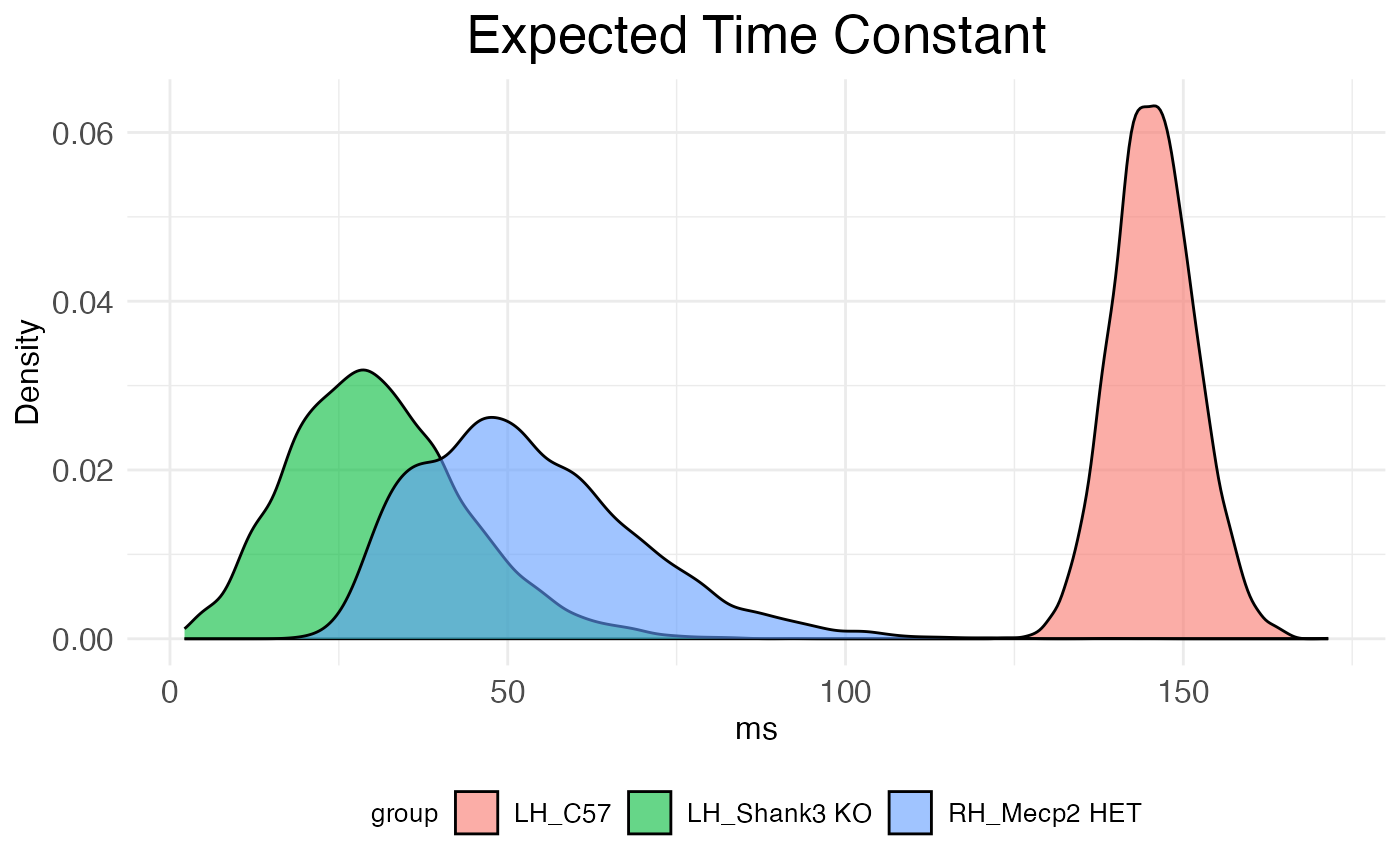 Expected Time Constant
0.06
0.04
0.02
0.00
Density
0 50 100 150
ms
group LH_C57 LH_Shank3 KO RH_Mecp2 HET